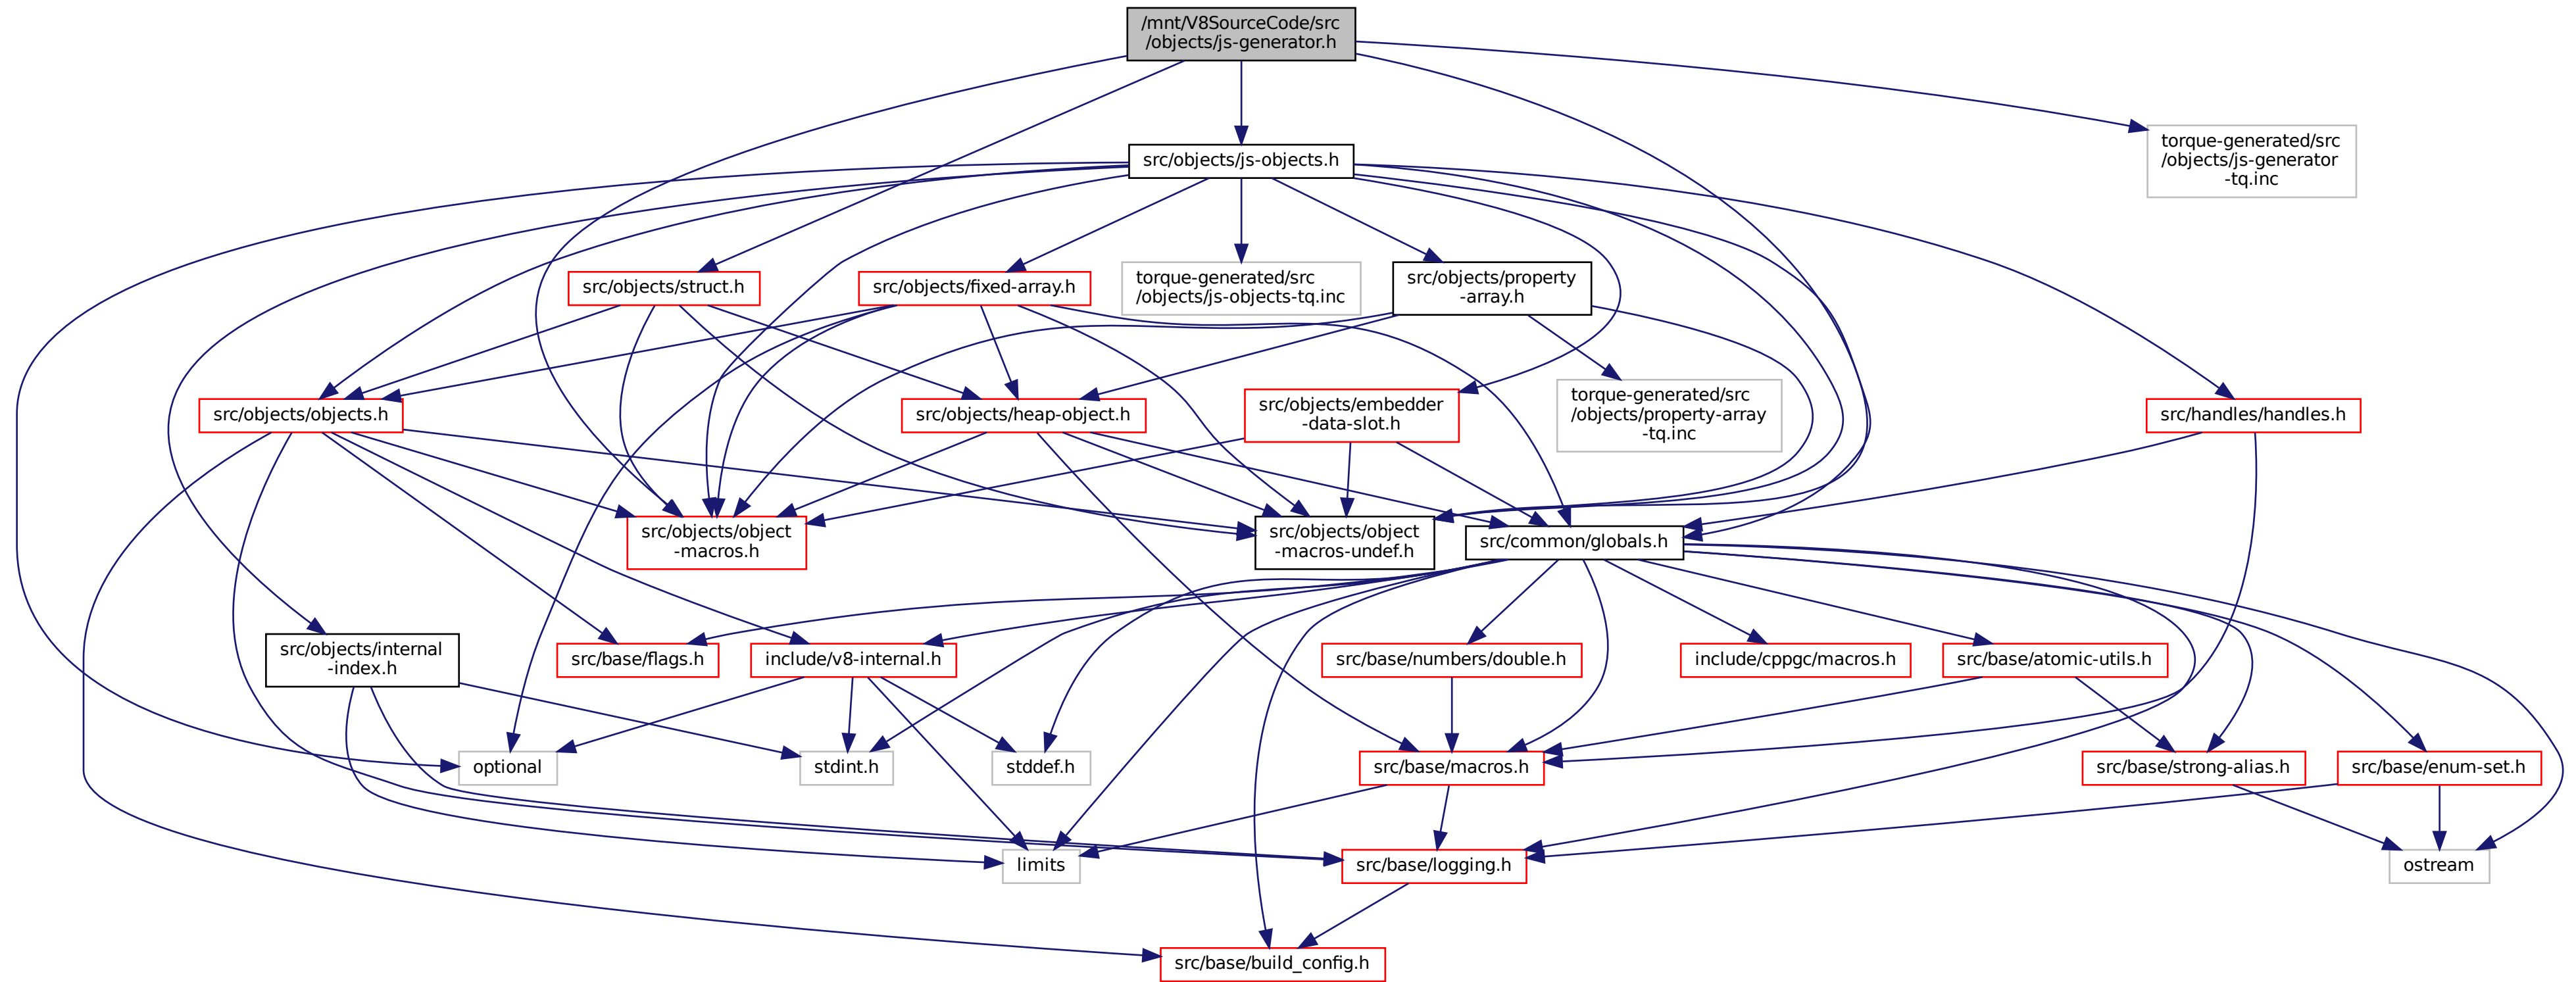 /mnt/V8SourceCode/src
/objects/js-generator.h
torque-generated/src
/objects/js-generator
-tq.inc
src/objects/js-objects.h
src/objects/struct.h
src/objects/fixed-array.h
torque-generated/src
/objects/js-objects-tq.inc
src/objects/property
-array.h
src/objects/objects.h
src/objects/heap-object.h
src/objects/embedder
-data-slot.h
torque-generated/src
/objects/property-array
-tq.inc
src/handles/handles.h
src/objects/object
-macros.h
src/objects/object
-macros-undef.h
src/common/globals.h
src/objects/internal
-index.h
src/base/flags.h
include/v8-internal.h
src/base/numbers/double.h
include/cppgc/macros.h
src/base/atomic-utils.h
optional
stdint.h
stddef.h
src/base/macros.h
src/base/strong-alias.h
src/base/enum-set.h
limits
src/base/logging.h
ostream
src/base/build_config.h